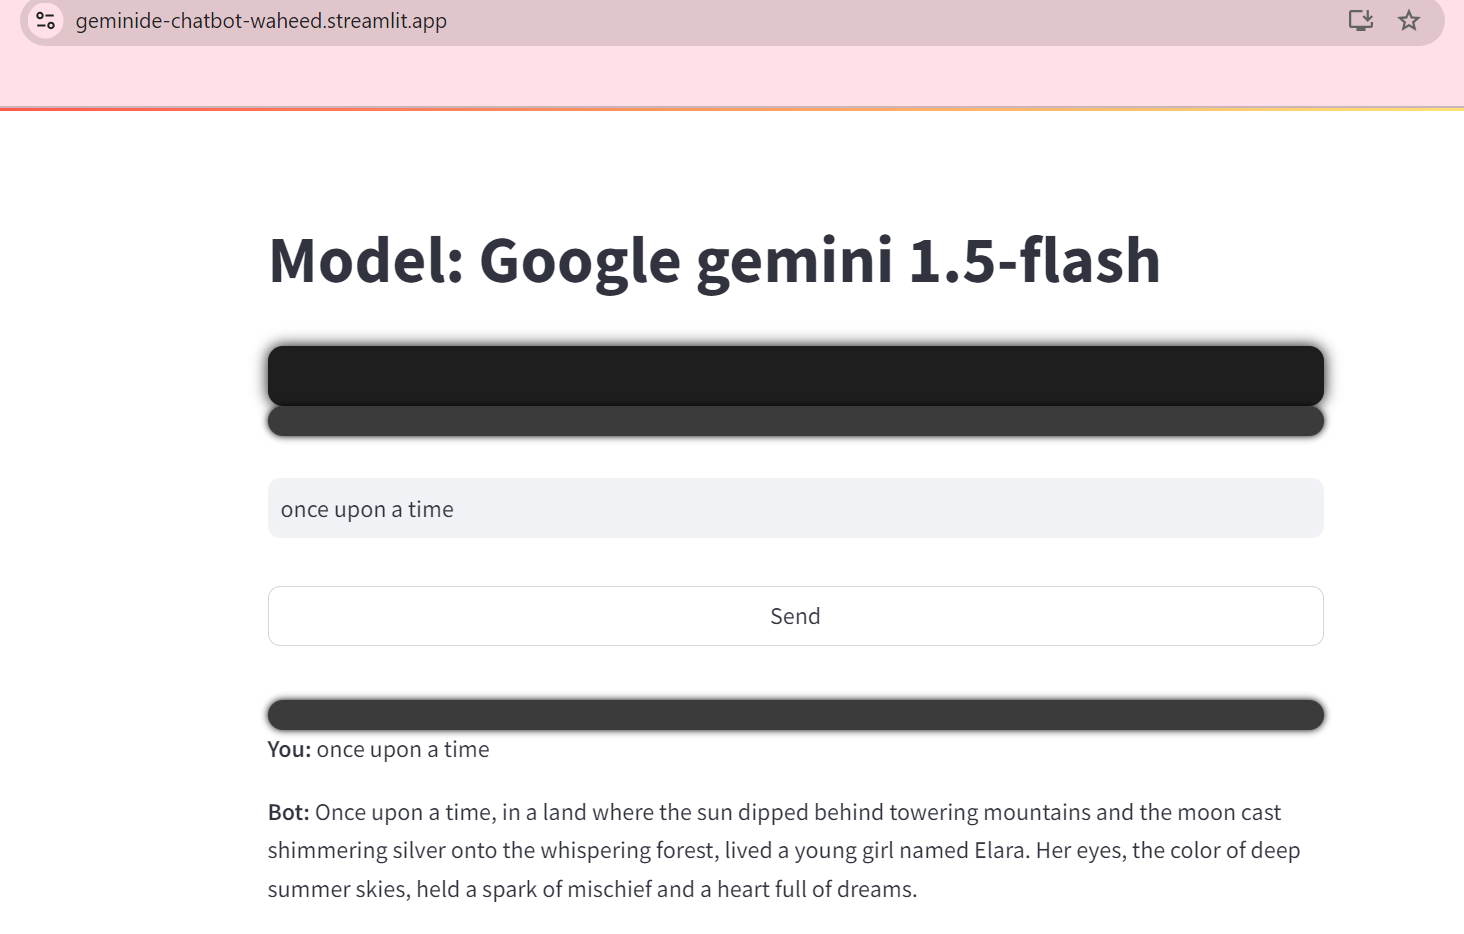 geminide-chatbot-waheed.streamlit.app
Model: Google gemini 1.5-flash
once upon a time
Send
You: once upon a time
Bot: Once upon a time, in a land where the sun dipped behind towering mountains and the moon cast
shimmering silver onto the whispering forest, lived a young girl named Elara. Her eyes, the color of deep
summer skies, held a spark of mischief and a heart full of dreams.